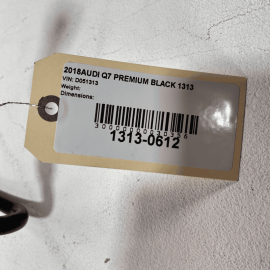 2018AUDI Q7 PREMIUM BLACK 1313
VIN: D051313
Weight:
Dimensions:
1313-0612